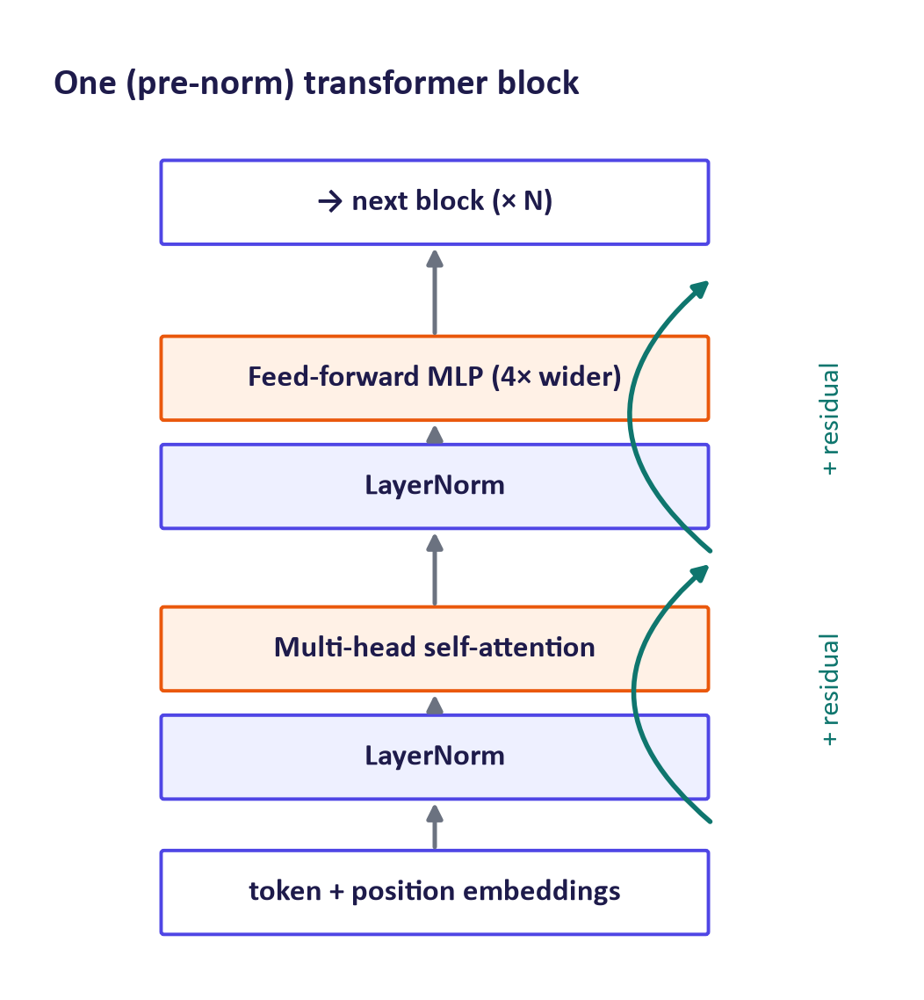 One (pre-norm) transformer block
→ next block (× N)
Feed-forward MLP (4× wider)
+ residual
LayerNorm
Multi-head self-attention
+ residual
LayerNorm
token + position embeddings